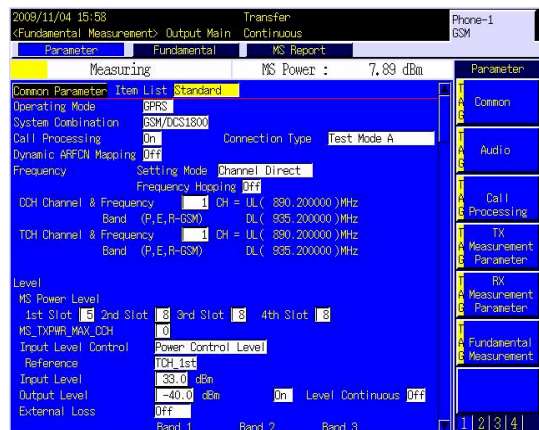 2009/11/04 15:58 Transfer Phone-1
<Fundamental Measurement> Output Main Continuous GSM
Parameter Fundamental MS Report
Measuring MS Power : 7.89 dBm Parameter
Common Parameter Item List Standard
Operating Mode GPRS
System Combination GSM/DCS1800
Call Processing On Connection Type Test Mode A
Dynamic ARFCN Mapping Off
Frequency Setting Mode Channel Direct
Frequency Hopping Off
CCH Channel & Frequency 1 CH = UL( 890.200000)MHz
Band (P,E,R-GSM) DL( 935.200000)MHz
TCH Channel & Frequency 1 CH = UL( 890.200000)MHz
Band (P,E,R-GSM) DL( 935.200000)MHz
Level
MS Power Level
1st Slot 5 2nd Slot 8 3rd Slot 8 4th Slot 8
MS_TXPWR_MAX_CCH 0
Input Level Control Power Control Level
Reference TCH_1st
Input Level 33.0 dBm
Output Level -40.0 dBm On Level Continuous Off
External Loss Off
Band 1 Band 2 Band 3
TAG Common
TAG Audio
TAG Call Processing
TAG TX Measurement Parameter
TAG RX Measurement Parameter
TAG Fundamental Measurement
1 2 3 4